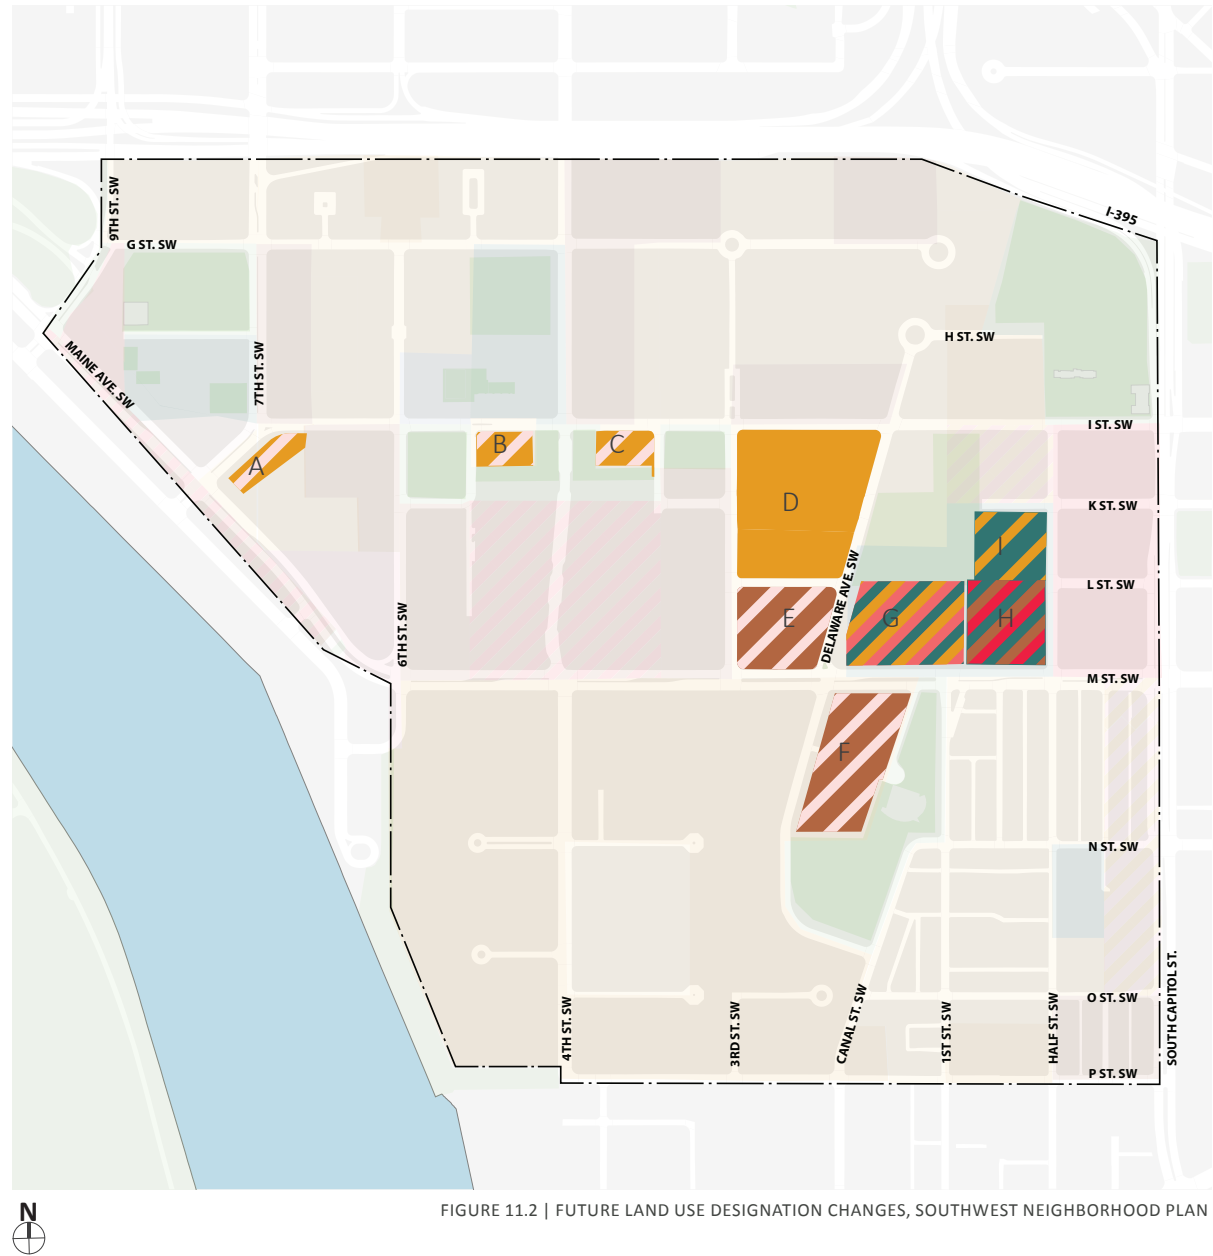 I-395
9TH ST. SW
G ST. SW
H ST. SW
MAINE AVE. SW
7TH ST. SW
I ST. SW
A
B
C
D
K ST. SW
I
DELAWARE AVE. SW
L ST. SW
6TH ST. SW
E
G
H
M ST. SW
F
N ST. SW
4TH ST. SW
3RD ST. SW
CANAL ST. SW
1ST ST. SW
HALF ST. SW
O ST. SW
SOUTH CAPITOL ST.
P ST. SW
N
FIGURE 11.2 | FUTURE LAND USE DESIGNATION CHANGES, SOUTHWEST NEIGHBORHOOD PLAN